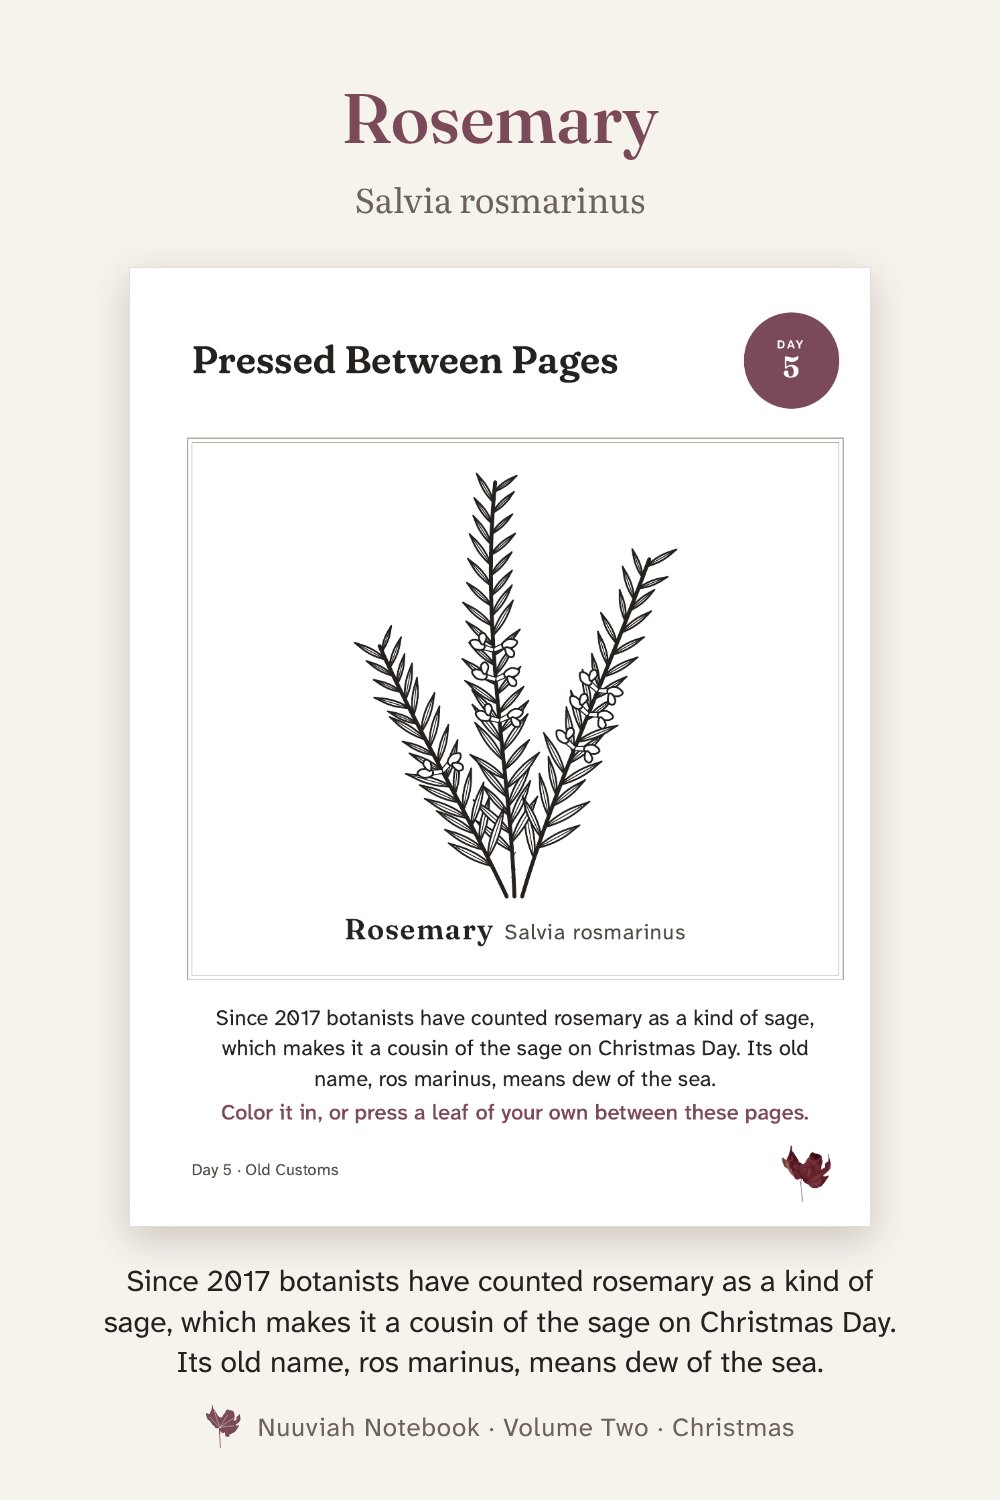 Rosemary
Salvia rosmarinus
Pressed Between Pages
DAY
5
Rosemary Salvia rosmarinus
Since 2017 botanists have counted rosemary as a kind of sage,
which makes it a cousin of the sage on Christmas Day. Its old
name, ros marinus, means dew of the sea.
Color it in, or press a leaf of your own between these pages.
Day 5 · Old Customs
Since 2017 botanists have counted rosemary as a kind of
sage, which makes it a cousin of the sage on Christmas Day.
Its old name, ros marinus, means dew of the sea.
Nuuviah Notebook · Volume Two · Christmas